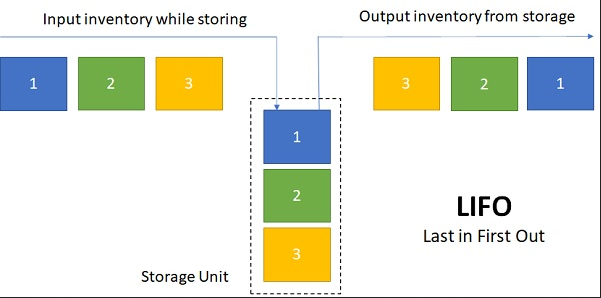 Input inventory while storing
Output inventory from storage
1 2 3
3 2 1
1
2
3
LIFO
Last in First Out
Storage Unit